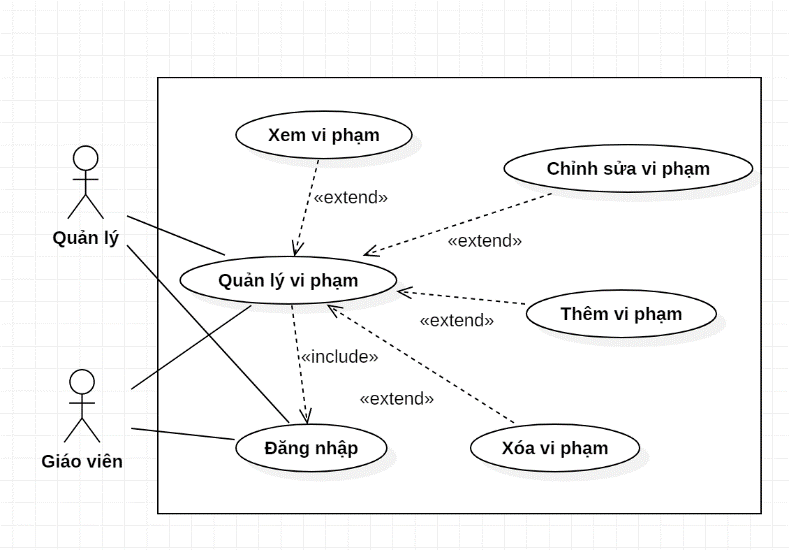 Xem vi phạm
Chỉnh sửa vi phạm
«extend»
Quản lý
«extend»
Quản lý vi phạm
Thêm vi phạm
«extend»
«include»
«extend»
Giáo viên
Đăng nhập
Xóa vi phạm